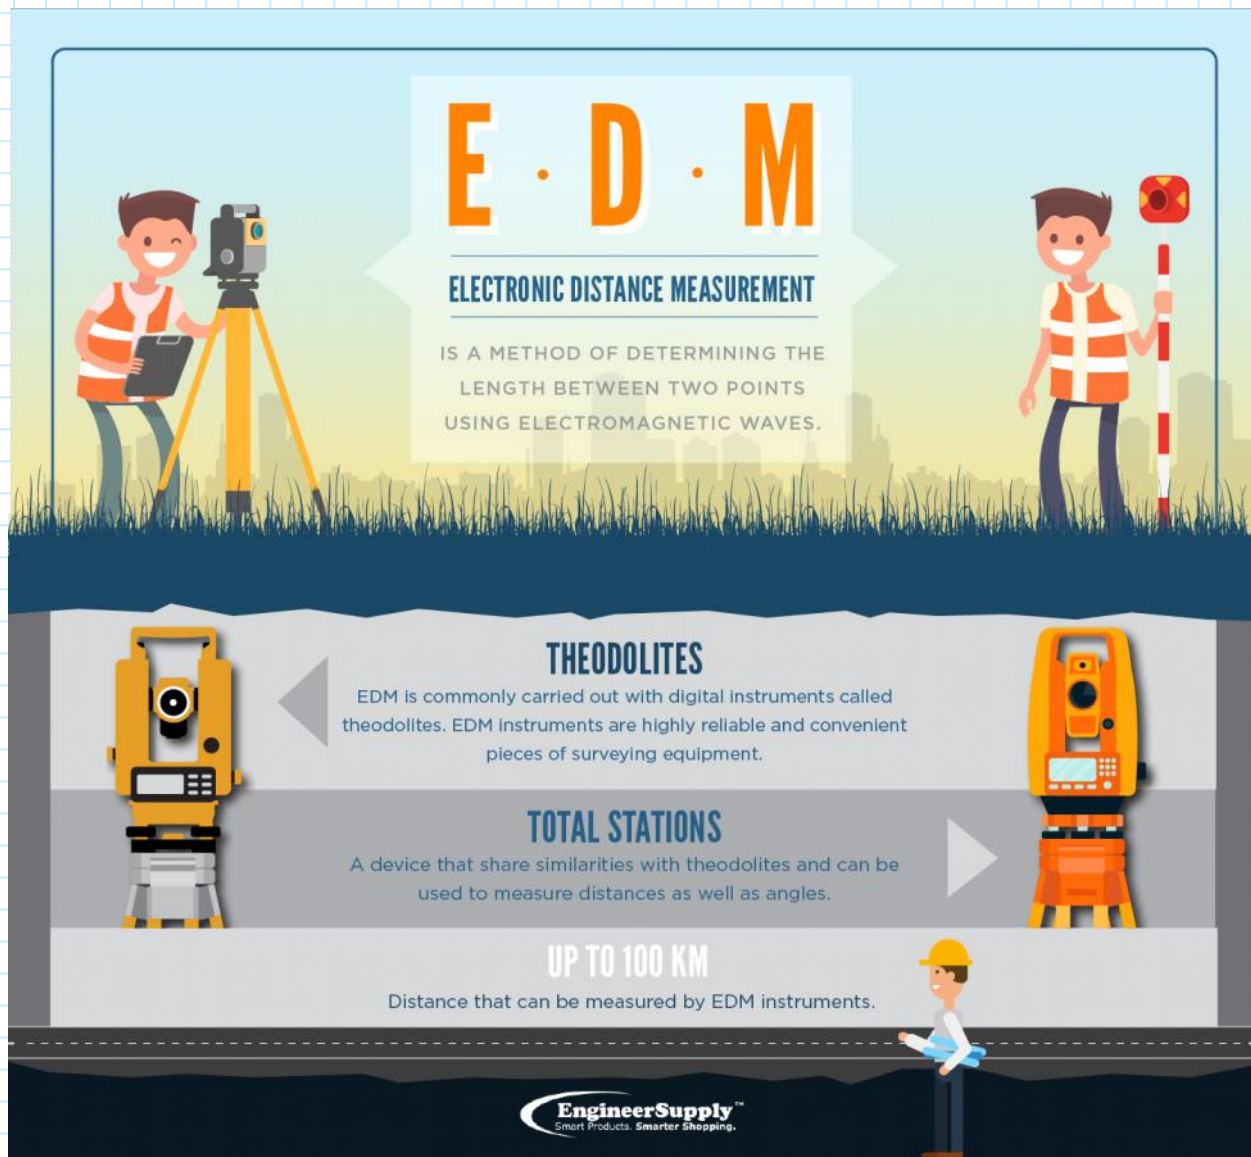 E · D · M
ELECTRONIC DISTANCE MEASUREMENT
IS A METHOD OF DETERMINING THE
LENGTH BETWEEN TWO POINTS
USING ELECTROMAGNETIC WAVES.
THEODOLITES
EDM is commonly carried out with digital instruments called
theodolites. EDM instruments are highly reliable and convenient
pieces of surveying equipment.
TOTAL STATIONS
A device that share similarities with theodolites and can be
used to measure distances as well as angles.
UP TO 100 KM
Distance that can be measured by EDM instruments.
EngineerSupply™
Smart Products. Smarter Shopping.